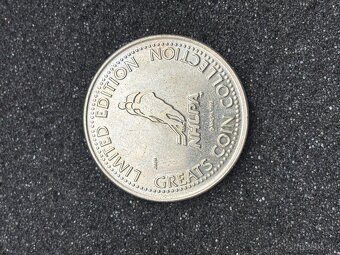 LIMITED EDITION
GREATS COIN COLLECTION
NHLPA